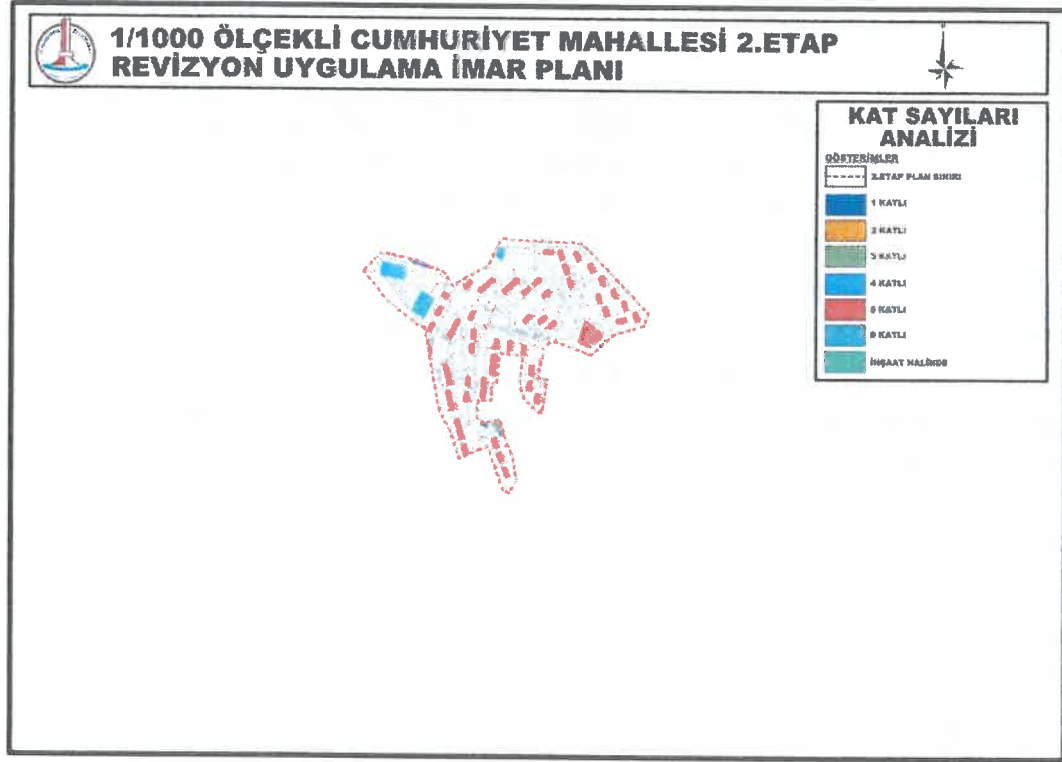 1/1000 ÖLÇEKLİ CUMHURİYET MAHALLESİ 2.ETAP
REVİZYON UYGULAMA İMAR PLANI
KAT SAYILARI
ANALİZİ
GÖSTERİMLER
2.ETAP PLAN SINIRI
1 KATLI
2 KATLI
3 KATLI
4 KATLI
5 KATLI
İNŞAAT HALİNDE